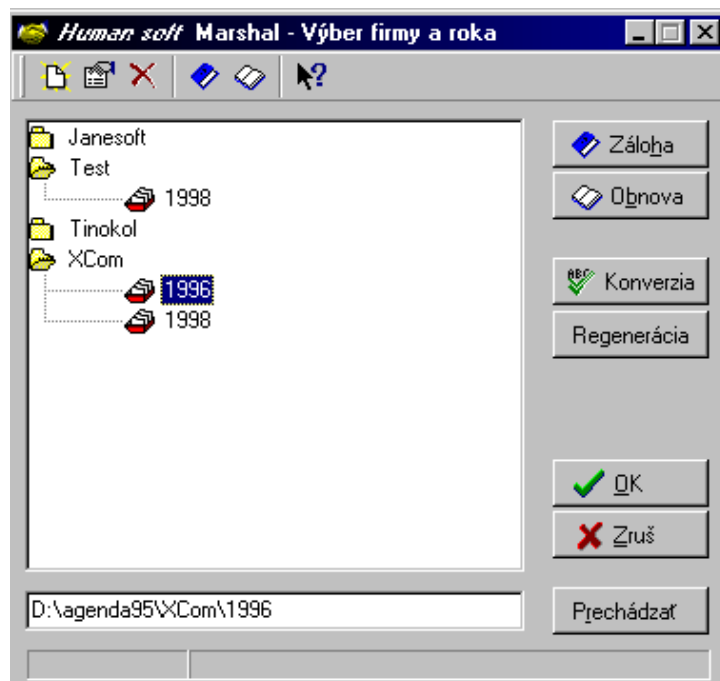 Human soft Marshal - Výber firmy a roka
Janesoft
Test
1998
Tinokol
XCom
1996
1998
Záloha
Obnova
ABC Konverzia
Regenerácia
OK
Zruš
D:\agenda95\XCom\1996
Prechádzať